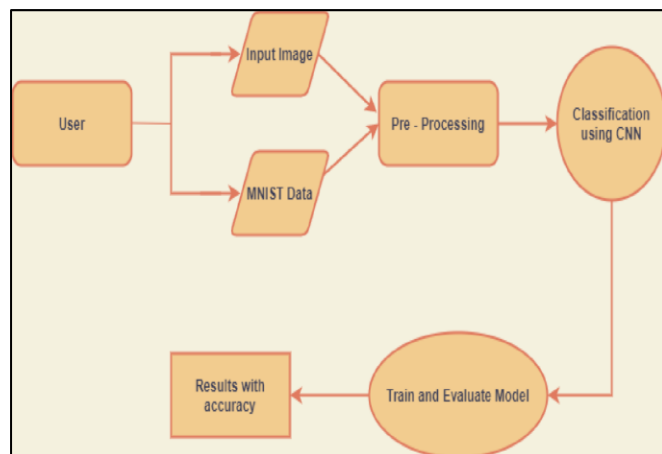 Input Image
User
Pre - Processing
Classification
using CNN
MNIST Data
Results with
accuracy
Train and Evaluate Model